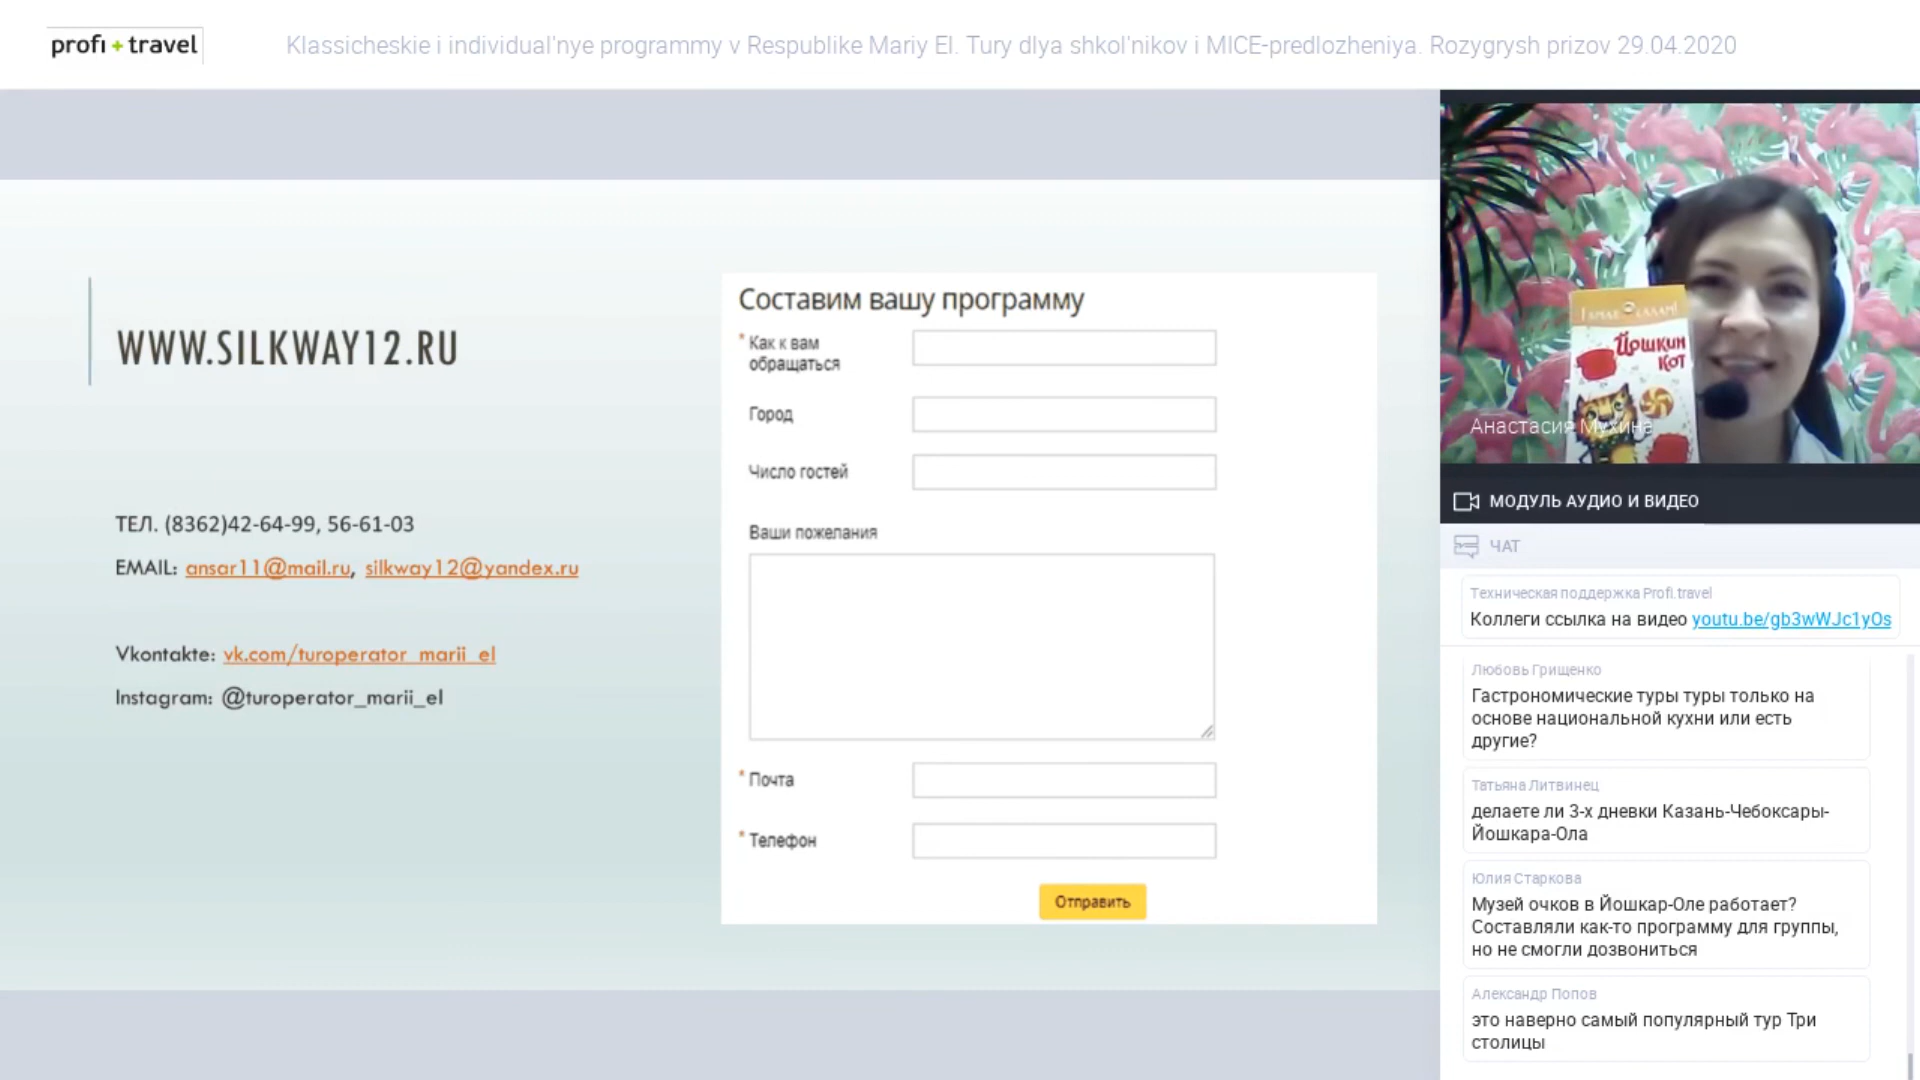 profi + travel
Klassicheskie i individual'nye programmy v Respublike Mariy El. Tury dlya shkol'nikov i MICE-predlozheniya. Rozygrysh prizov 29.04.2020
WWW.SILKWAY12.RU
ТЕЛ. (8362)42-64-99, 56-61-03
EMAIL: ansar11@mail.ru, silkway12@yandex.ru
Vkontakte: vk.com/turoperator_marii_el
Instagram: @turoperator_marii_el
Составим вашу программу
* Как к вам
обращаться
Город
Число гостей
Ваши пожелания
* Почта
* Телефон
Отправить
Йошкин
Кот
Анастасия Мухина
МОДУЛЬ АУДИО И ВИДЕО
ЧАТ
Техническая поддержка Profi.travel
Коллеги ссылка на видео youtu.be/gb3wWJc1yOs
Любовь Грищенко
Гастрономические туры туры только на
основе национальной кухни или есть
другие?
Татьяна Литвинец
делаете ли 3-х дневки Казань-Чебоксары-
Йошкара-Ола
Юлия Старкова
Музей очков в Йошкар-Оле работает?
Составляли как-то программу для группы,
но не смогли дозвониться
Александр Попов
это наверно самый популярный тур Три
столицы